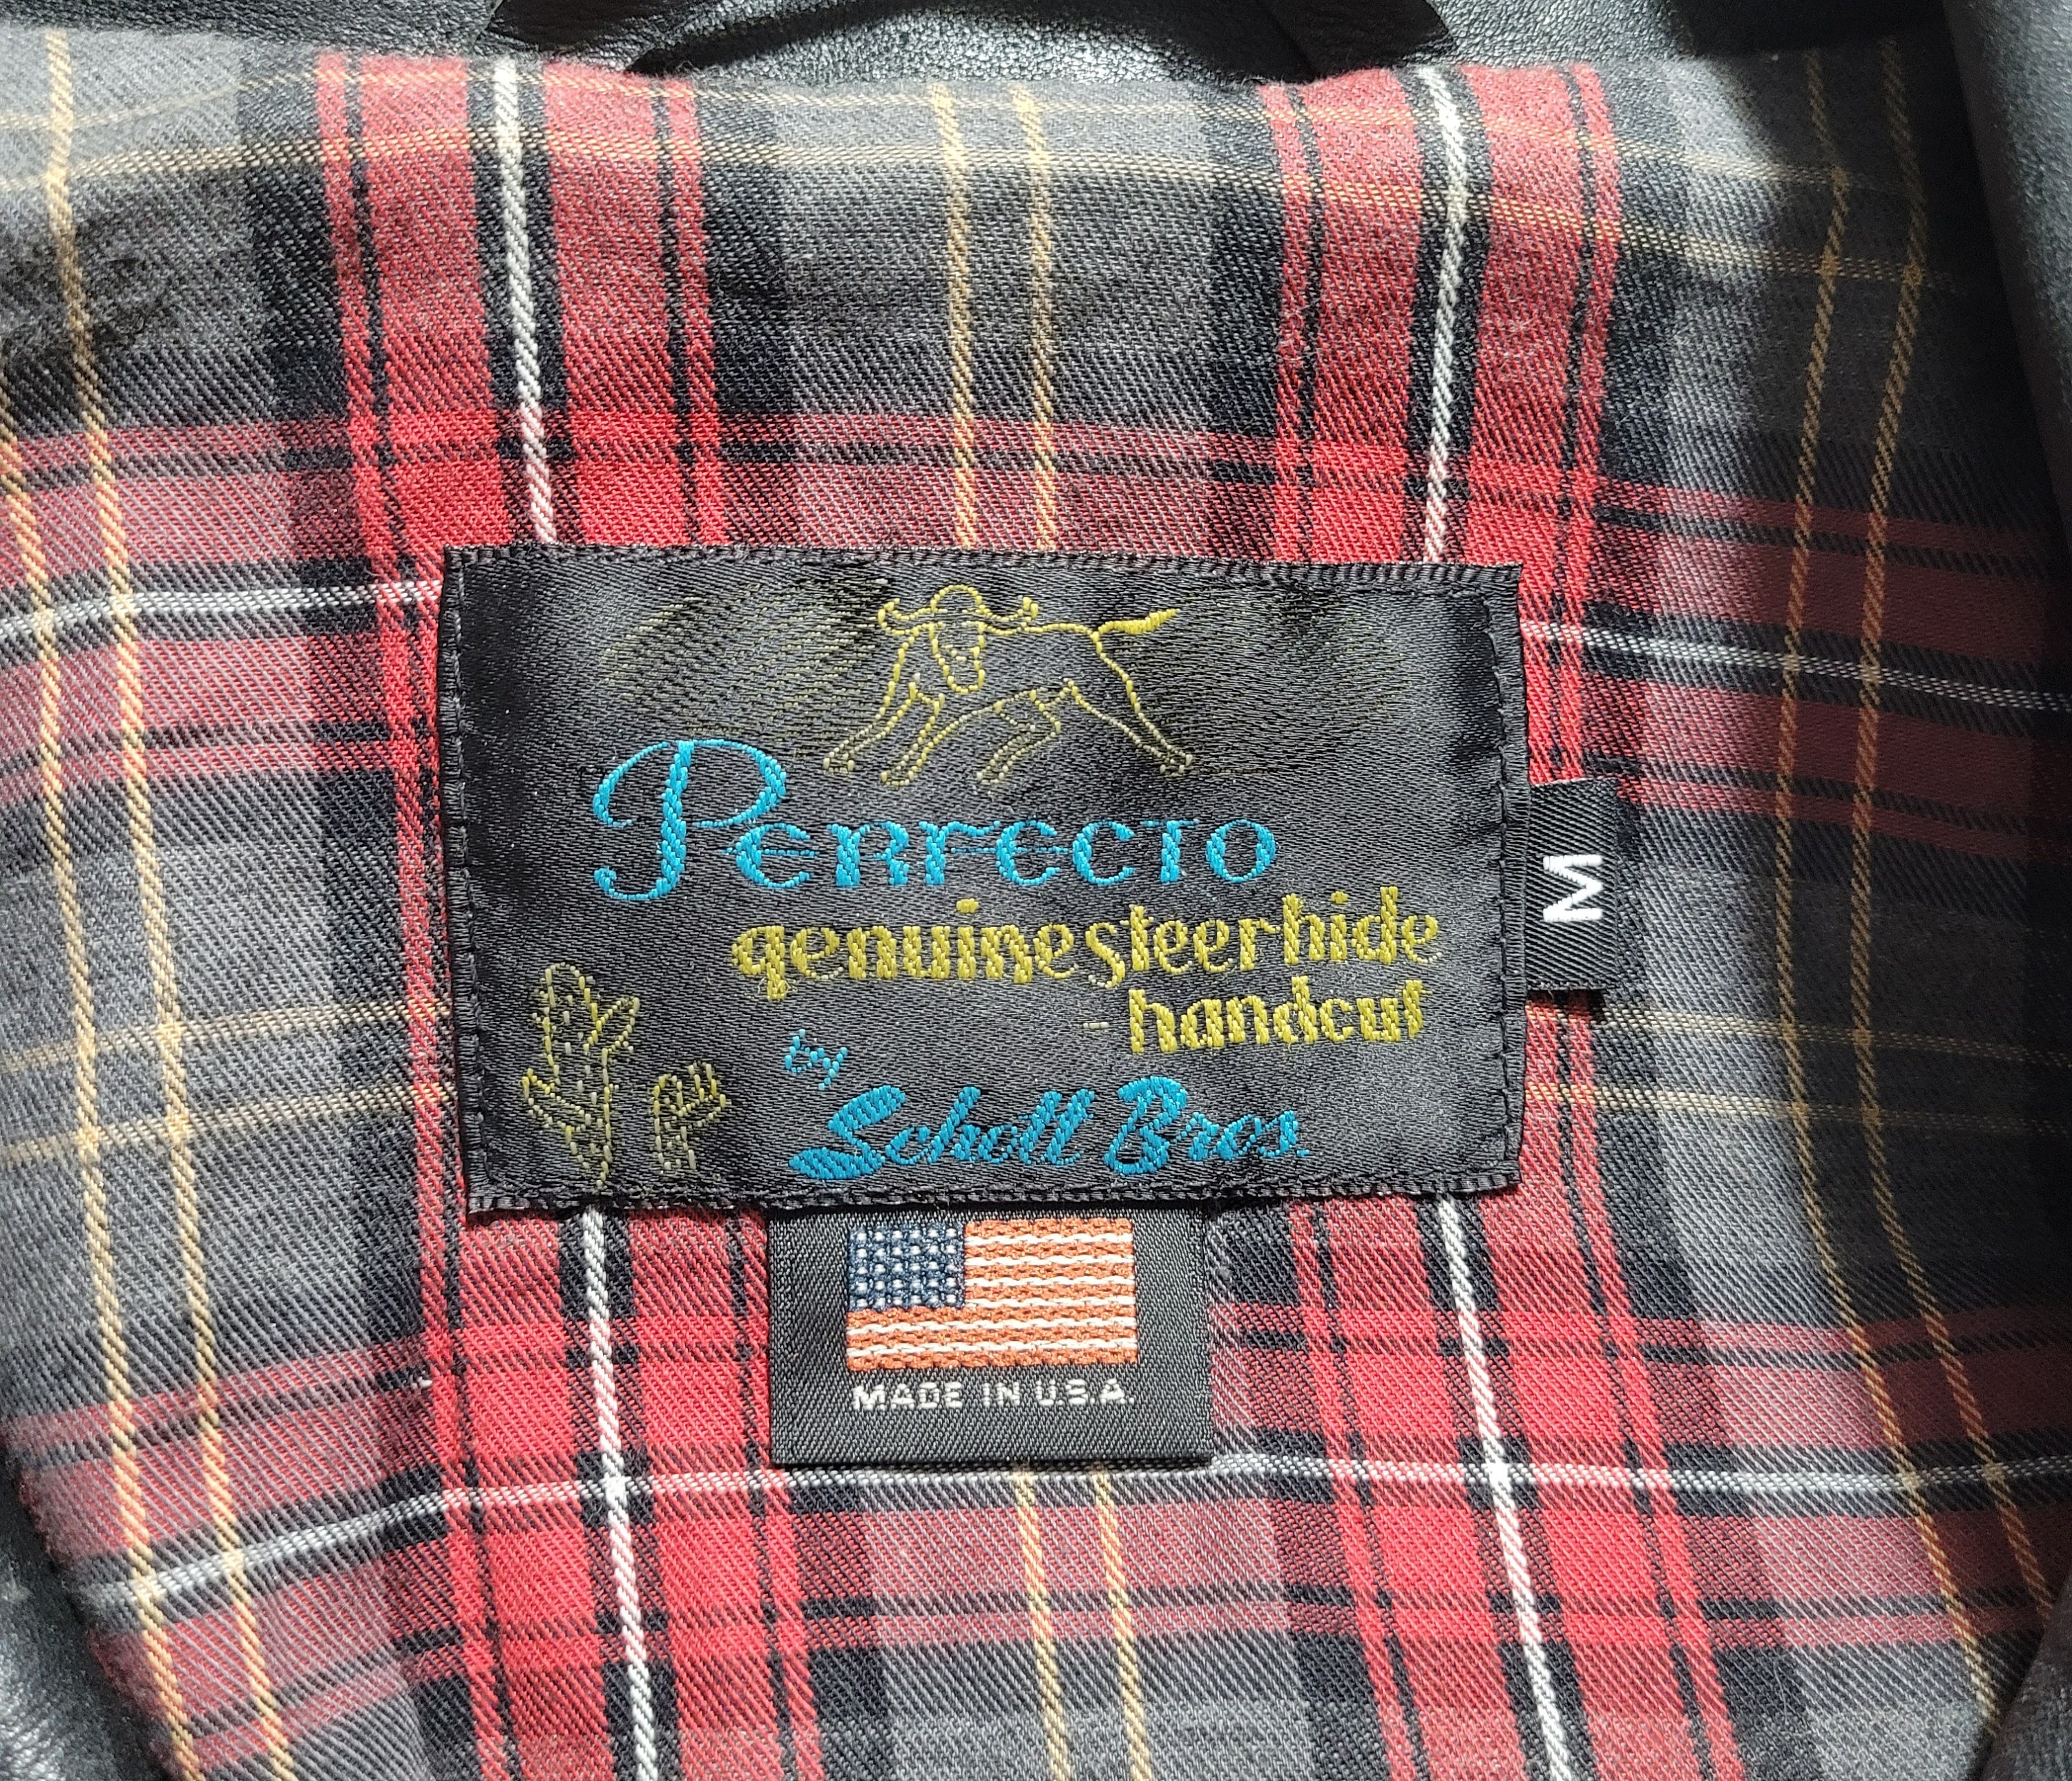 Perfecto
genuine steerhide
handcut
by
Schott Bros.
M
MADE IN U.S.A.